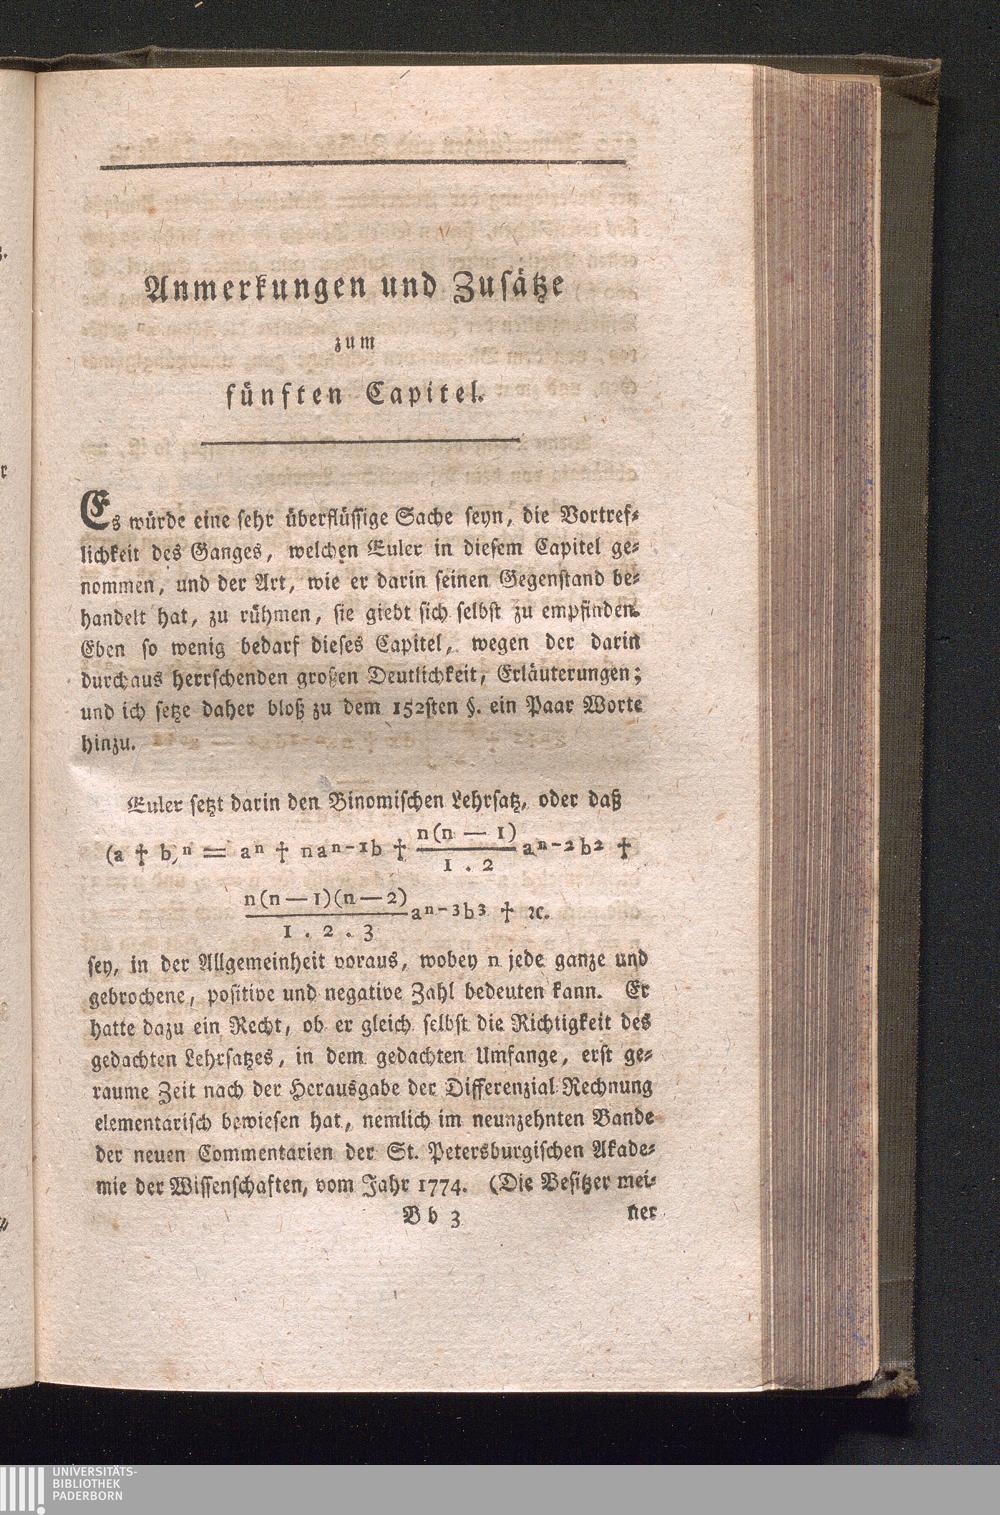 Anmerkungen und Zusätze
zum
fünften Capitel.
Es würde eine sehr überflüssige Sache seyn, die Vortref-
lichkeit des Ganges, welchen Euler in diesem Capitel ge-
nommen, und der Art, wie er darin seinen Gegenstand be-
handelt hat, zu rühmen, sie giebt sich selbst zu empfinden.
Eben so wenig bedarf dieses Capitel, wegen der darin
durchaus herrschenden großen Deutlichkeit, Erläuterungen;
und ich setze daher bloß zu dem 152sten §. ein Paar Worte
hinzu.
Euler setzt darin den Binomischen Lehrsatz, oder daß
(a † b)ⁿ = aⁿ † naⁿ⁻¹b † n(n — 1)/1 . 2 aⁿ⁻²b² †
n(n—1)(n—2)/1 . 2 . 3 aⁿ⁻³b³ † ꝛc.
sey, in der Allgemeinheit voraus, wobey n jede ganze und
gebrochene, positive und negative Zahl bedeuten kann. Er
hatte dazu ein Recht, ob er gleich selbst die Richtigkeit des
gedachten Lehrsatzes, in dem gedachten Umfange, erst ge-
raume Zeit nach der Herausgabe der Differenzial Rechnung
elementarisch bewiesen hat, nemlich im neunzehnten Bande
der neuen Commentarien der St. Petersburgischen Akade-
mie der Wissenschaften, vom Jahr 1774. (Die Besitzer mei-
B b 3 ner
UNIVERSITÄTS-
BIBLIOTHEK
PADERBORN